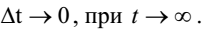 Δt → 0, при t → ∞.